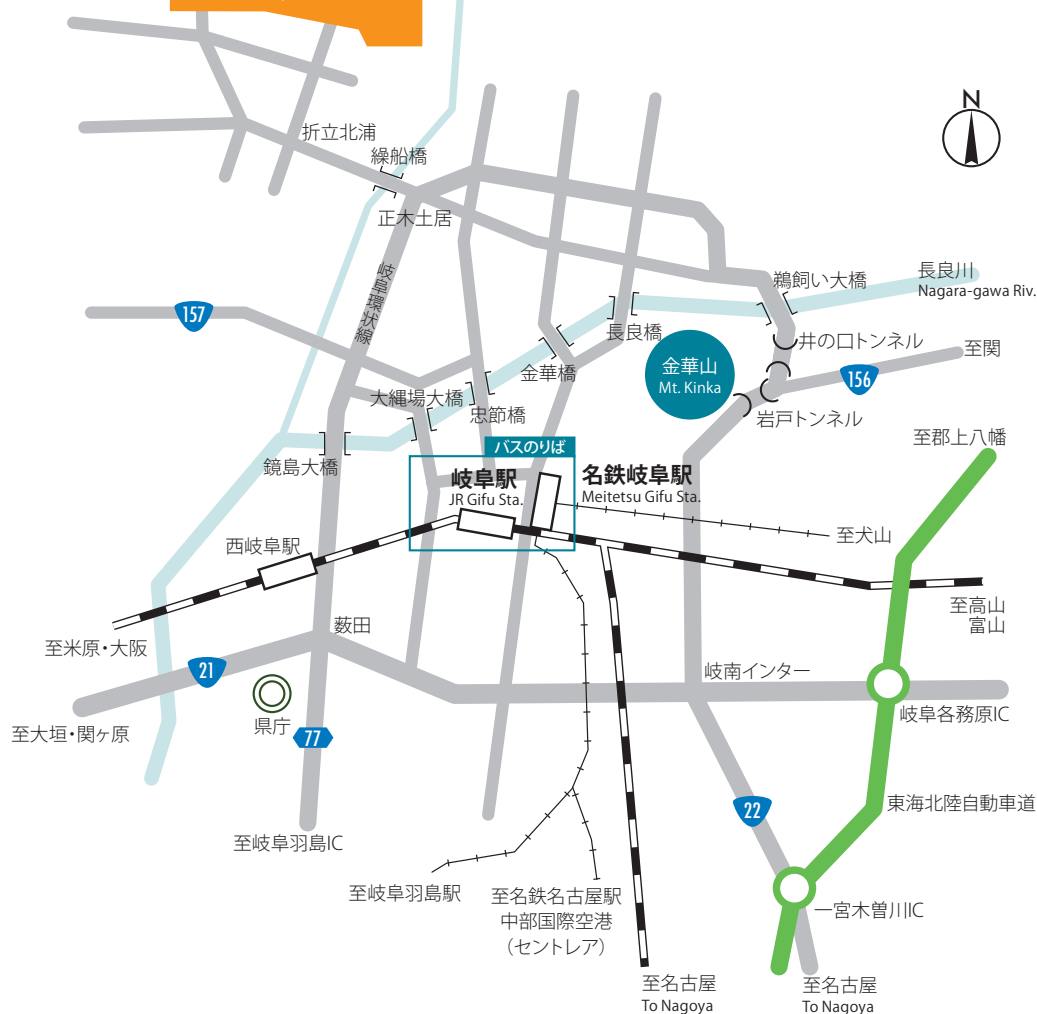 N
折立北浦
繰船橋
正木土居
岐阜環状線
鵜飼い大橋
長良川
Nagara-gawa Riv.
157
長良橋
井の口トンネル
至関
金華山
Mt. Kinka
金華橋
156
大縄場大橋
忠節橋
岩戸トンネル
至郡上八幡
バスのりば
鏡島大橋
岐阜駅
JR Gifu Sta.
名鉄岐阜駅
Meitetsu Gifu Sta.
至犬山
西岐阜駅
至高山
富山
薮田
至米原・大阪
21
岐南インター
県庁
岐阜各務原IC
至大垣・関ヶ原
77
22
東海北陸自動車道
至岐阜羽島IC
至岐阜羽島駅
至名鉄名古屋駅
中部国際空港
（セントレア）
一宮木曽川IC
至名古屋
To Nagoya
至名古屋
To Nagoya